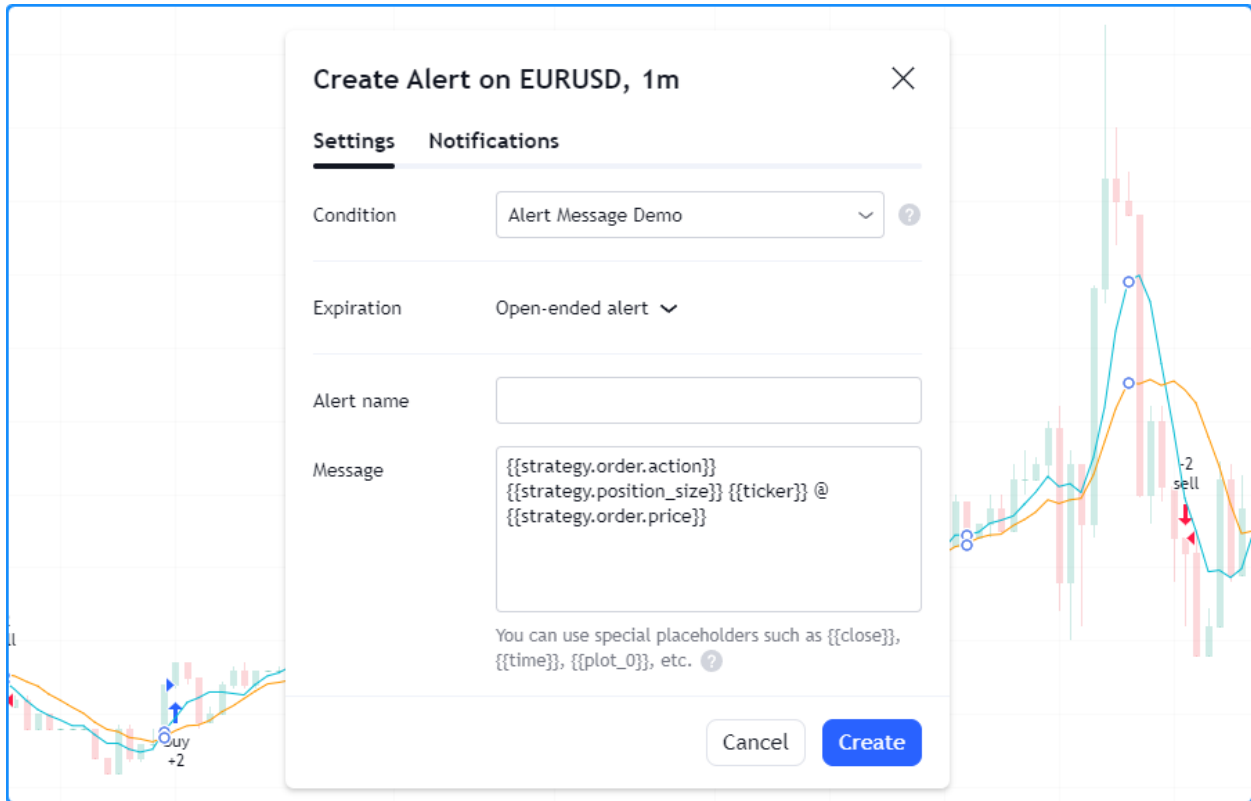 Create Alert on EURUSD, 1m
Settings Notifications
Condition Alert Message Demo ?
Expiration Open-ended alert
Alert name
Message
{{strategy.order.action}}
{{strategy.position_size}} {{ticker}} @
{{strategy.order.price}}
You can use special placeholders such as {{close}},
{{time}}, {{plot_0}}, etc. ?
Cancel Create
-2
sell
buy
+2